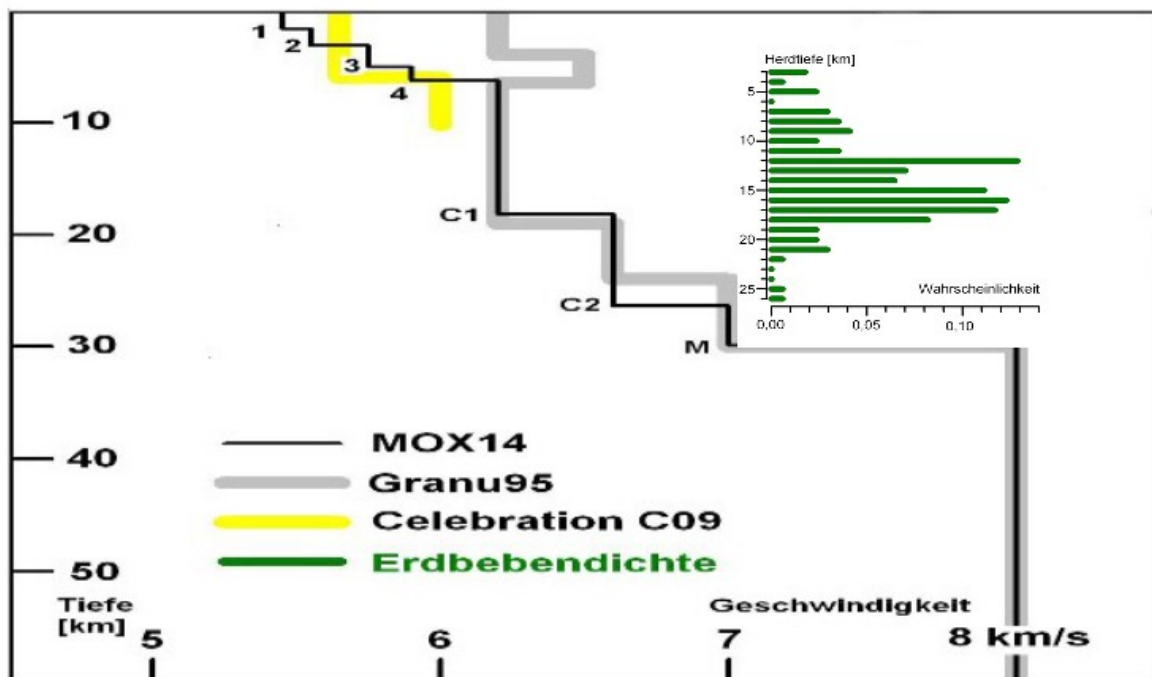 1
2
3
4
10
C1
20
C2
M
30
40
50
Herdtiefe [km]
5
10
15
20
25
Wahrscheinlichkeit
0,00 0,05 0,10
MOX14
Granu95
Celebration C09
Erdbebendichte
Tiefe
[km]
Geschwindigkeit
5 6 7 8 km/s